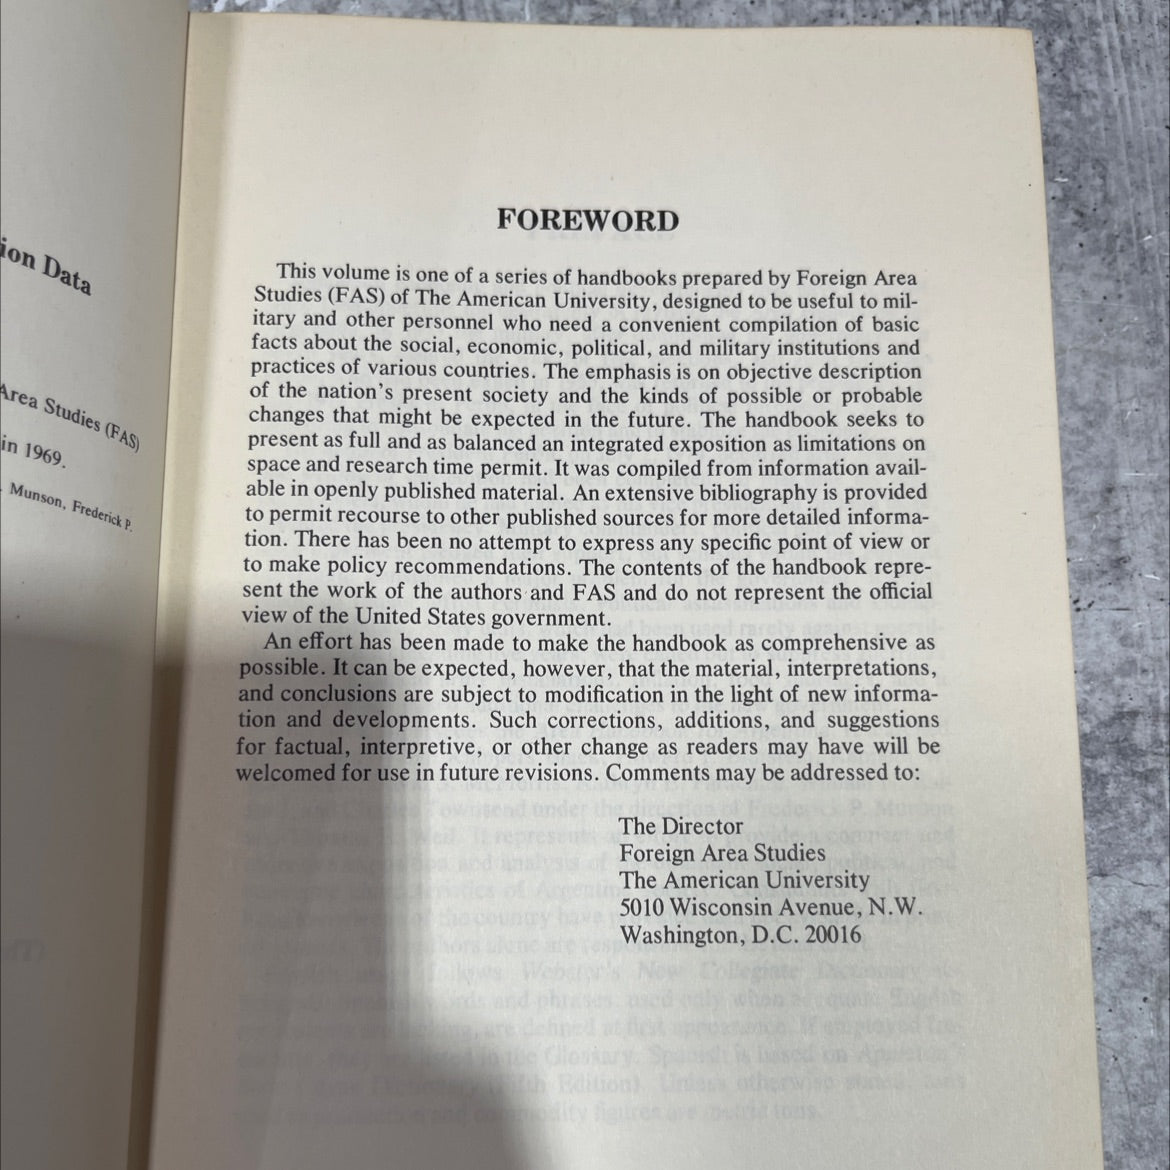 ion Data
Area Studies (FAS)
in 1969.
Munson, Frederick P.
FOREWORD
This volume is one of a series of handbooks prepared by Foreign Area
Studies (FAS) of The American University, designed to be useful to mil-
itary and other personnel who need a convenient compilation of basic
facts about the social, economic, political, and military institutions and
practices of various countries. The emphasis is on objective description
of the nation's present society and the kinds of possible or probable
changes that might be expected in the future. The handbook seeks to
present as full and as balanced an integrated exposition as limitations on
space and research time permit. It was compiled from information avail-
able in openly published material. An extensive bibliography is provided
to permit recourse to other published sources for more detailed informa-
tion. There has been no attempt to express any specific point of view or
to make policy recommendations. The contents of the handbook repre-
sent the work of the authors and FAS and do not represent the official
view of the United States government.
An effort has been made to make the handbook as comprehensive as
possible. It can be expected, however, that the material, interpretations,
and conclusions are subject to modification in the light of new informa-
tion and developments. Such corrections, additions, and suggestions
for factual, interpretive, or other change as readers may have will be
welcomed for use in future revisions. Comments may be addressed to:
The Director
Foreign Area Studies
The American University
5010 Wisconsin Avenue, N.W.
Washington, D.C. 20016